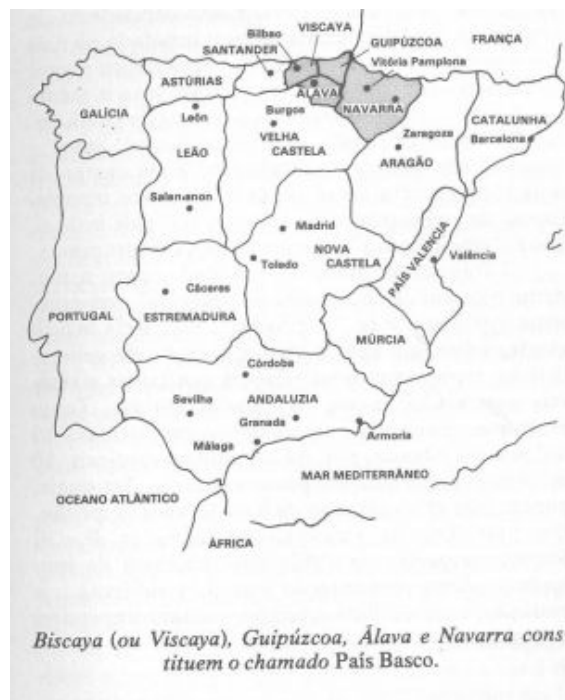 Bilbao VISCAYA
GUIPÚZCOA FRANÇA
SANTANDER
Vitória Pamplona
ASTÚRIAS
ÁLAVA
GALÍCIA
León
Burgos
NAVARRA
CATALUNHA
Zaragoza
Barcelona
VELHA
CASTELA
LEÃO
ARAGÃO
Salamanon
Madrid
NOVA
CASTELA
Toledo
PAÍS VALENCIA
Valência
Cáceres
PORTUGAL
ESTREMADURA
MÚRCIA
Córdoba
Sevilha
ANDALUZIA
Granada
Málaga
Armoria
MAR MEDITERRÂNEO
OCEANO ATLÂNTICO
ÁFRICA
Biscaya (ou Viscaya), Guipúzcoa, Álava e Navarra cons
tituem o chamado País Basco.